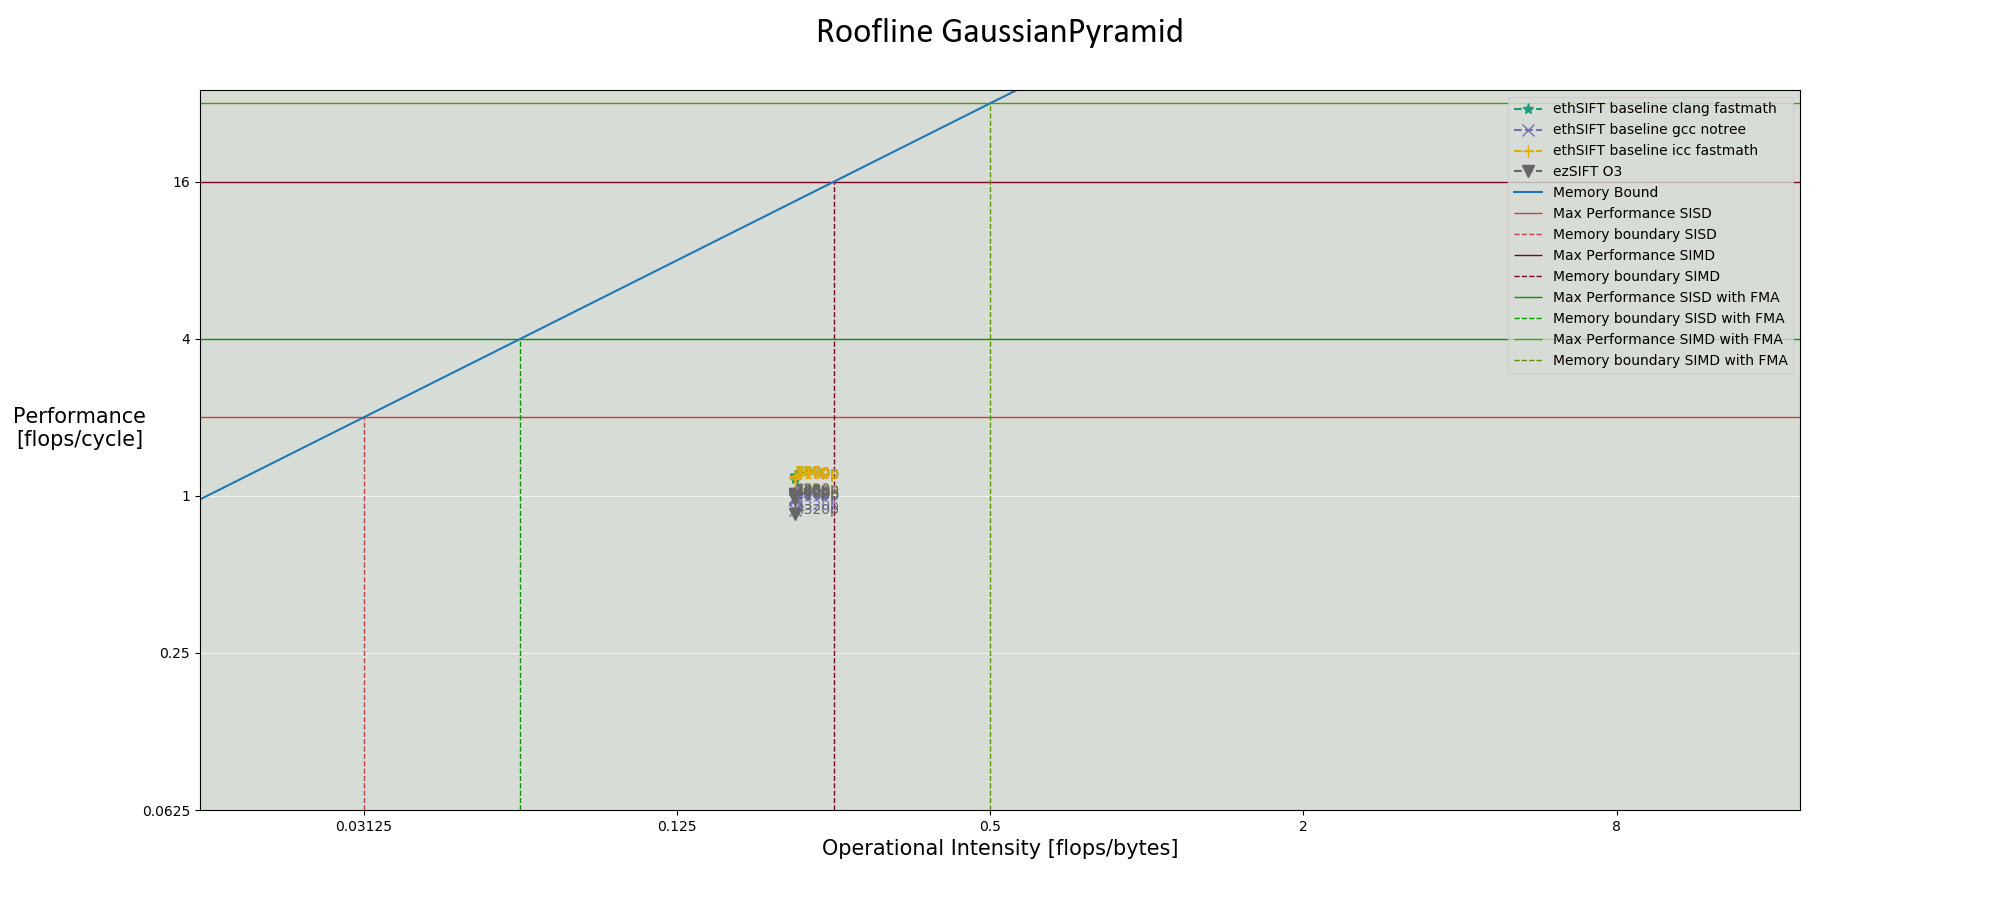 Roofline GaussianPyramid
16
4
1
0.25
0.0625
Performance
[flops/cycle]
ethSIFT baseline clang fastmath
ethSIFT baseline gcc notree
ethSIFT baseline icc fastmath
ezSIFT O3
Memory Bound
Max Performance SISD
Memory boundary SISD
Max Performance SIMD
Memory boundary SIMD
Max Performance SISD with FMA
Memory boundary SISD with FMA
Max Performance SIMD with FMA
Memory boundary SIMD with FMA
4320p
0.03125
0.125
0.5
2
8
Operational Intensity [flops/bytes]